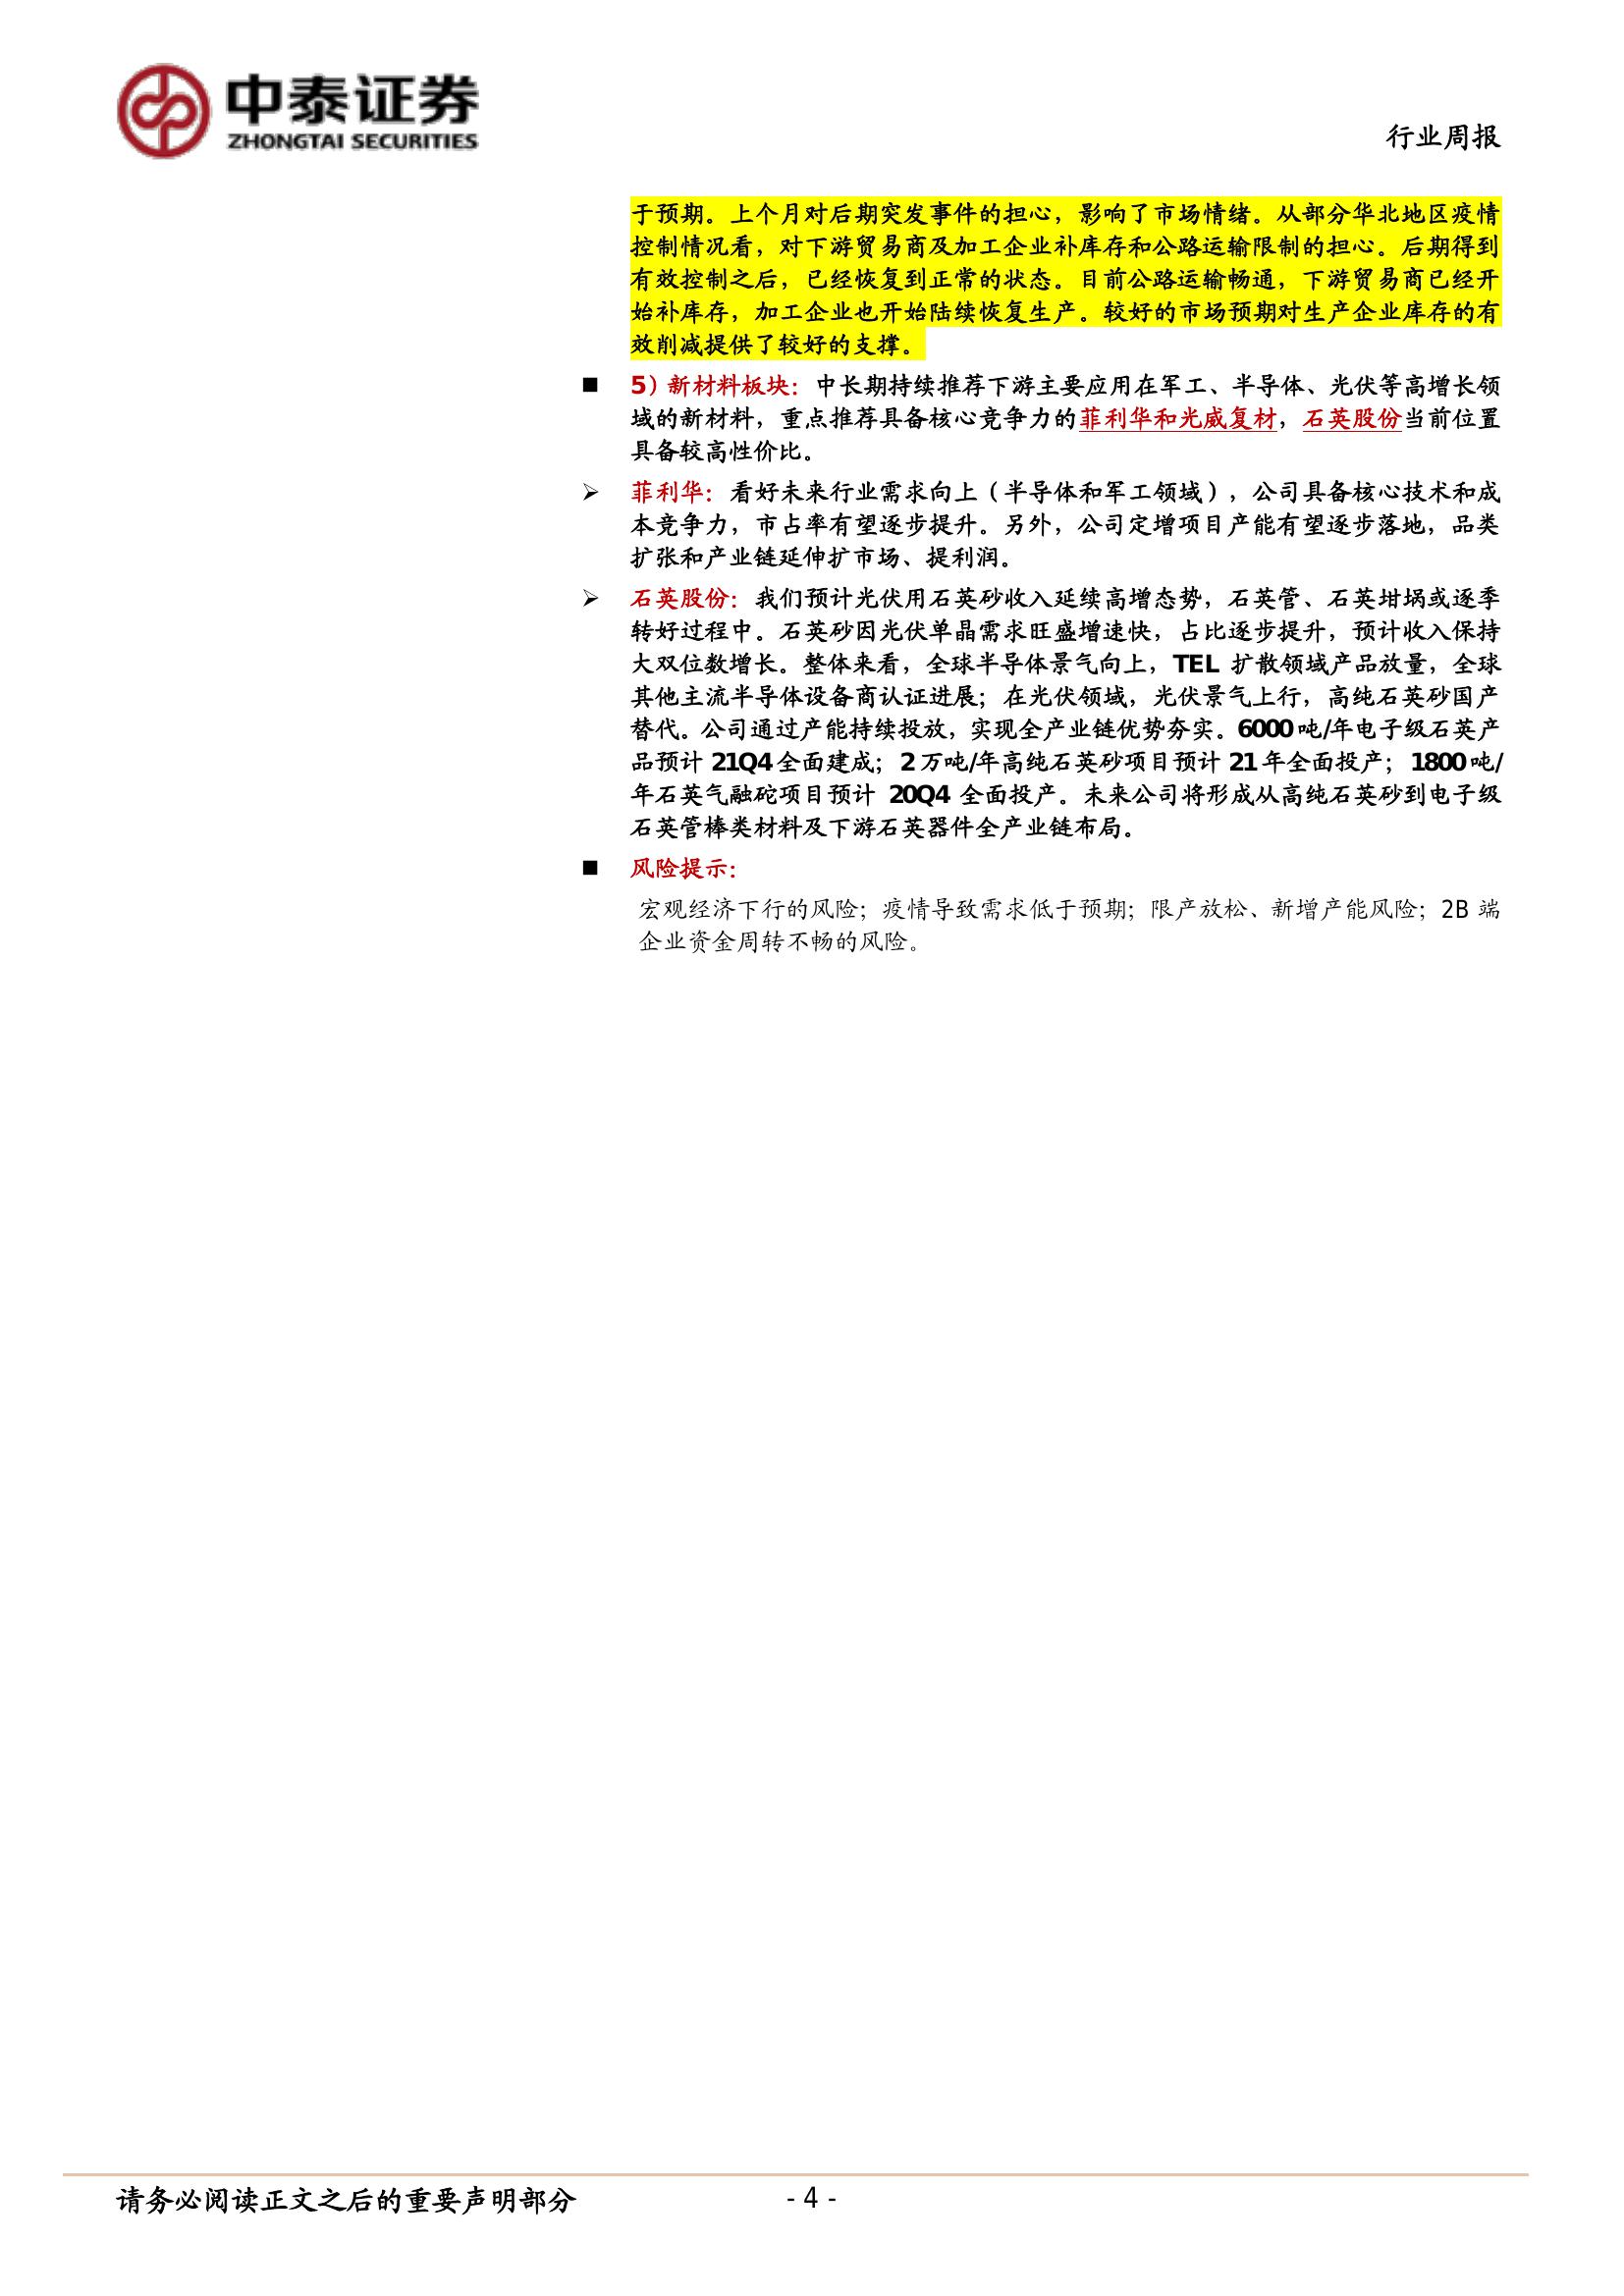 中泰证券
ZHONGTAI SECURITIES
行业周报
于预期。上个月对后期突发事件的担心，影响了市场情绪。从部分华北地区疫情
控制情况看，对下游贸易商及加工企业补库存和公路运输限制的担心。后期得到
有效控制之后，已经恢复到正常的状态。目前公路运输畅通，下游贸易商已经开
始补库存，加工企业也开始陆续恢复生产。较好的市场预期对生产企业库存的有
效削减提供了较好的支撑。
■ 5）新材料板块：中长期持续推荐下游主要应用在军工、半导体、光伏等高增长领
域的新材料，重点推荐具备核心竞争力的菲利华和光威复材，石英股份当前位置
具备较高性价比。
➢ 菲利华：看好未来行业需求向上（半导体和军工领域），公司具备核心技术和成
本竞争力，市占率有望逐步提升。另外，公司定增项目产能有望逐步落地，品类
扩张和产业链延伸扩市场、提利润。
➢ 石英股份：我们预计光伏用石英砂收入延续高增态势，石英管、石英坩埚或逐季
转好过程中。石英砂因光伏单晶需求旺盛增速快，占比逐步提升，预计收入保持
大双位数增长。整体来看，全球半导体景气向上，TEL 扩散领域产品放量，全球
其他主流半导体设备商认证进展；在光伏领域，光伏景气上行，高纯石英砂国产
替代。公司通过产能持续投放，实现全产业链优势夯实。6000 吨/年电子级石英产
品预计 21Q4 全面建成；2 万吨/年高纯石英砂项目预计 21 年全面投产；1800 吨/
年石英气融砣项目预计 20Q4 全面投产。未来公司将形成从高纯石英砂到电子级
石英管棒类材料及下游石英器件全产业链布局。
■ 风险提示：
宏观经济下行的风险；疫情导致需求低于预期；限产放松、新增产能风险；2B 端
企业资金周转不畅的风险。
请务必阅读正文之后的重要声明部分
- 4 -